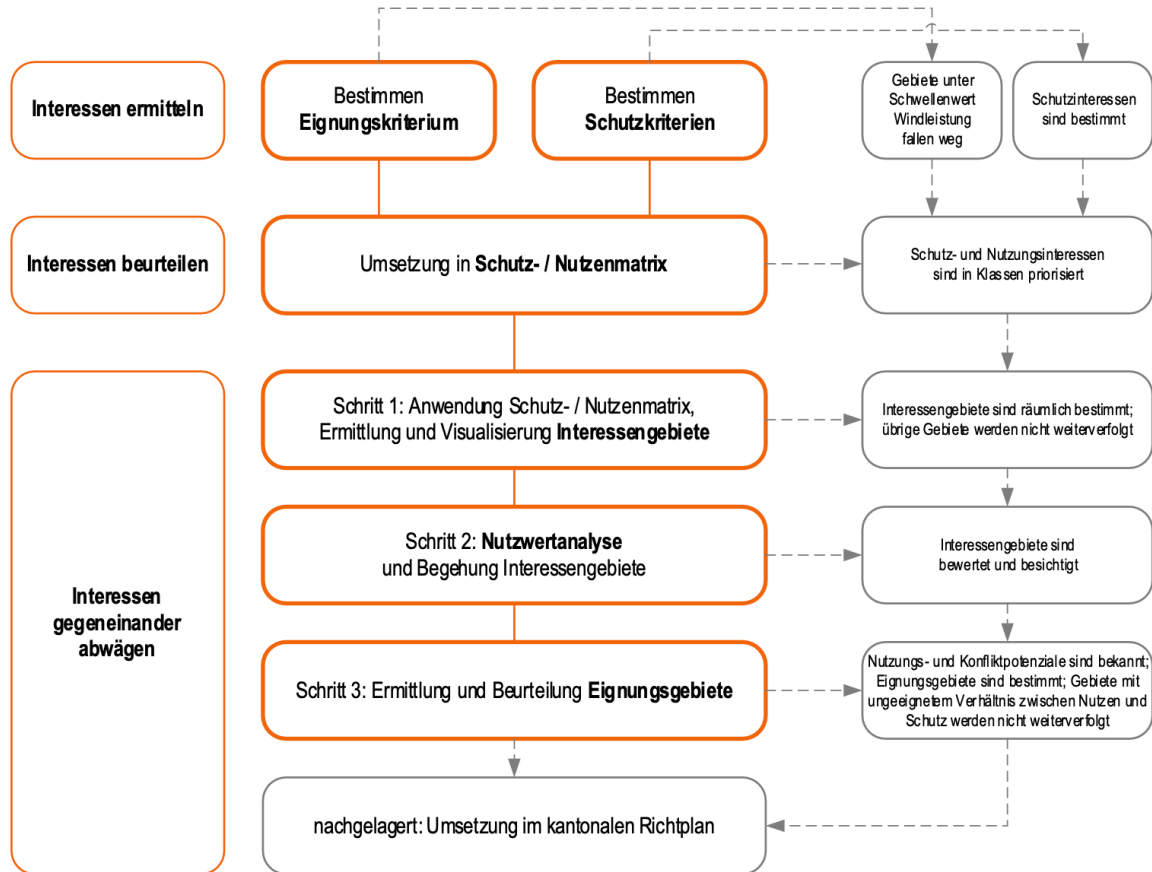 Interessen ermitteln
Bestimmen
Eignungskriterium
Bestimmen
Schutzkriterien
Gebiete unter
Schwellenwert
Windleistung
fallen weg
Schutzinteressen
sind bestimmt
Interessen beurteilen
Umsetzung in Schutz- / Nutzenmatrix
Schutz- und Nutzungsinteressen
sind in Klassen priorisiert
Interessen
gegeneinander
abwägen
Schritt 1: Anwendung Schutz- / Nutzenmatrix,
Ermittlung und Visualisierung Interessengebiete
Interessengebiete sind räumlich bestimmt;
übrige Gebiete werden nicht weiterverfolgt
Schritt 2: Nutzwertanalyse
und Begehung Interessengebiete
Interessengebiete sind
bewertet und besichtigt
Schritt 3: Ermittlung und Beurteilung Eignungsgebiete
Nutzungs- und Konfliktpotenziale sind bekannt;
Eignungsgebiete sind bestimmt; Gebiete mit
ungeeignetem Verhältnis zwischen Nutzen und
Schutz werden nicht weiterverfolgt
nachgelagert: Umsetzung im kantonalen Richtplan